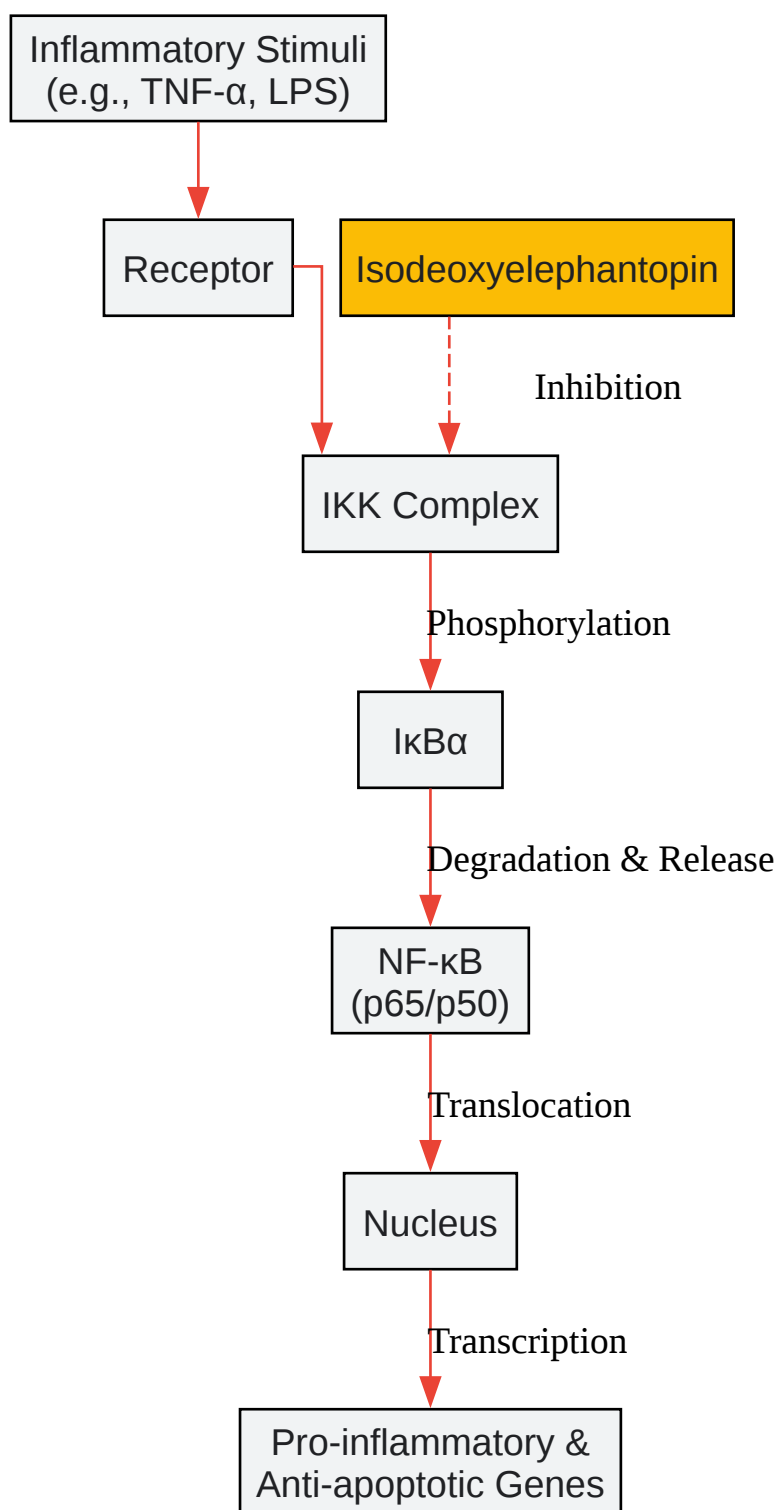 Inflammatory Stimuli
(e.g., TNF-α, LPS)
Receptor
Isodeoxyelephantopin
Inhibition
IKK Complex
Phosphorylation
IκBα
Degradation & Release
NF-κB
(p65/p50)
Translocation
Nucleus
Transcription
Pro-inflammatory &
Anti-apoptotic Genes